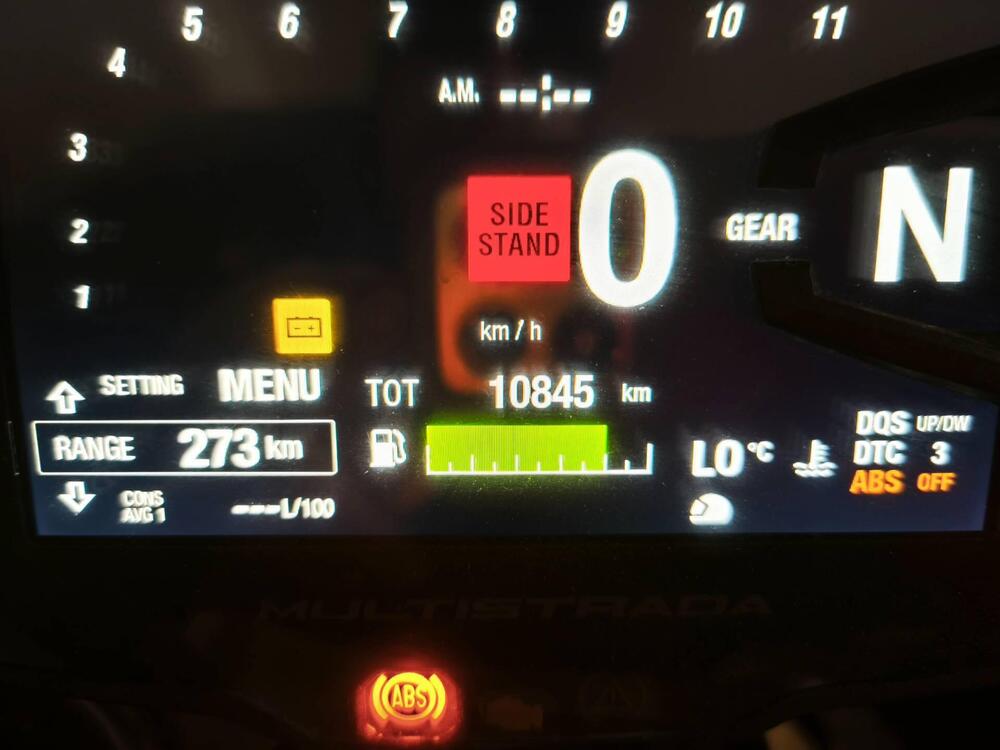 5 6 7 8 9 10 11
4
A.M. --:--
3
2
1
SIDE
STAND
0
GEAR
N
km/h
SETTING MENU
TOT 10845 km
RANGE 273 km
LO °C
DQS UP/DW
DTC 3
ABS OFF
CONS
AVG 1
---L/100
MULTISTRADA
ABS